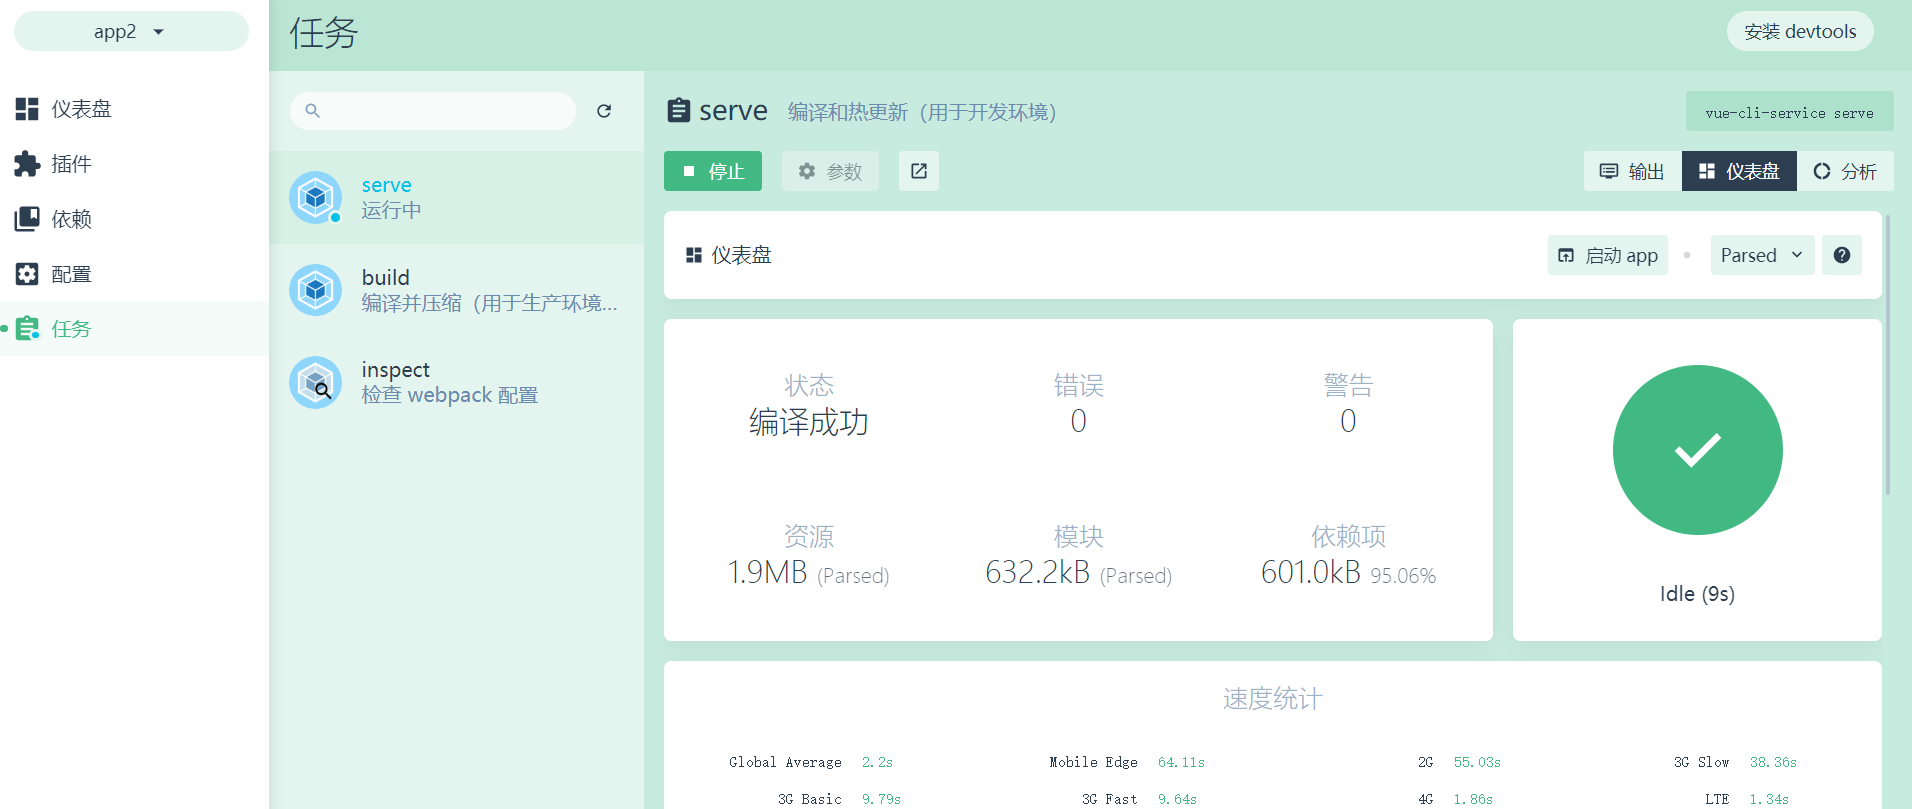 app2
任务
安装 devtools
仪表盘
插件
依赖
配置
任务
serve
运行中
build
编译并压缩（用于生产环境...
inspect
检查 webpack 配置
serve 编译和热更新（用于开发环境）
vue-cli-service serve
停止 参数
输出 仪表盘 分析
仪表盘
启动 app Parsed
状态 错误 警告
编译成功 0 0
资源 模块 依赖项
1.9MB (Parsed) 632.2kB (Parsed) 601.0kB 95.06%
Idle (9s)
速度统计
Global Average 2.2s Mobile Edge 64.11s 2G 55.03s 3G Slow 38.36s
3G Basic 9.79s 3G Fast 9.64s 4G 1.86s LTE 1.34s